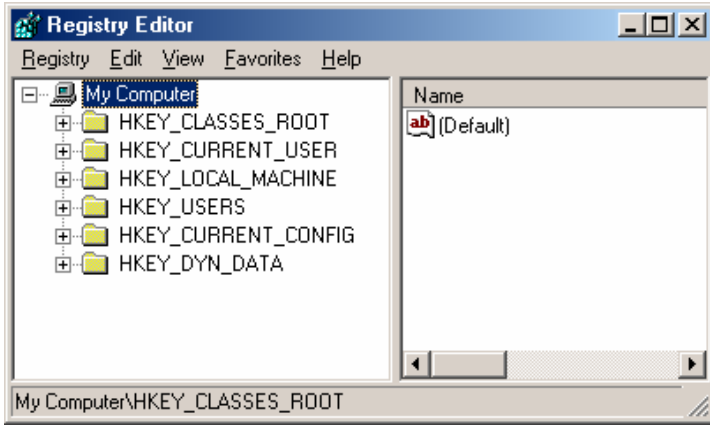 Registry Editor
Registry Edit View Favorites Help
My Computer
HKEY_CLASSES_ROOT
HKEY_CURRENT_USER
HKEY_LOCAL_MACHINE
HKEY_USERS
HKEY_CURRENT_CONFIG
HKEY_DYN_DATA
Name
ab (Default)
My Computer\HKEY_CLASSES_ROOT